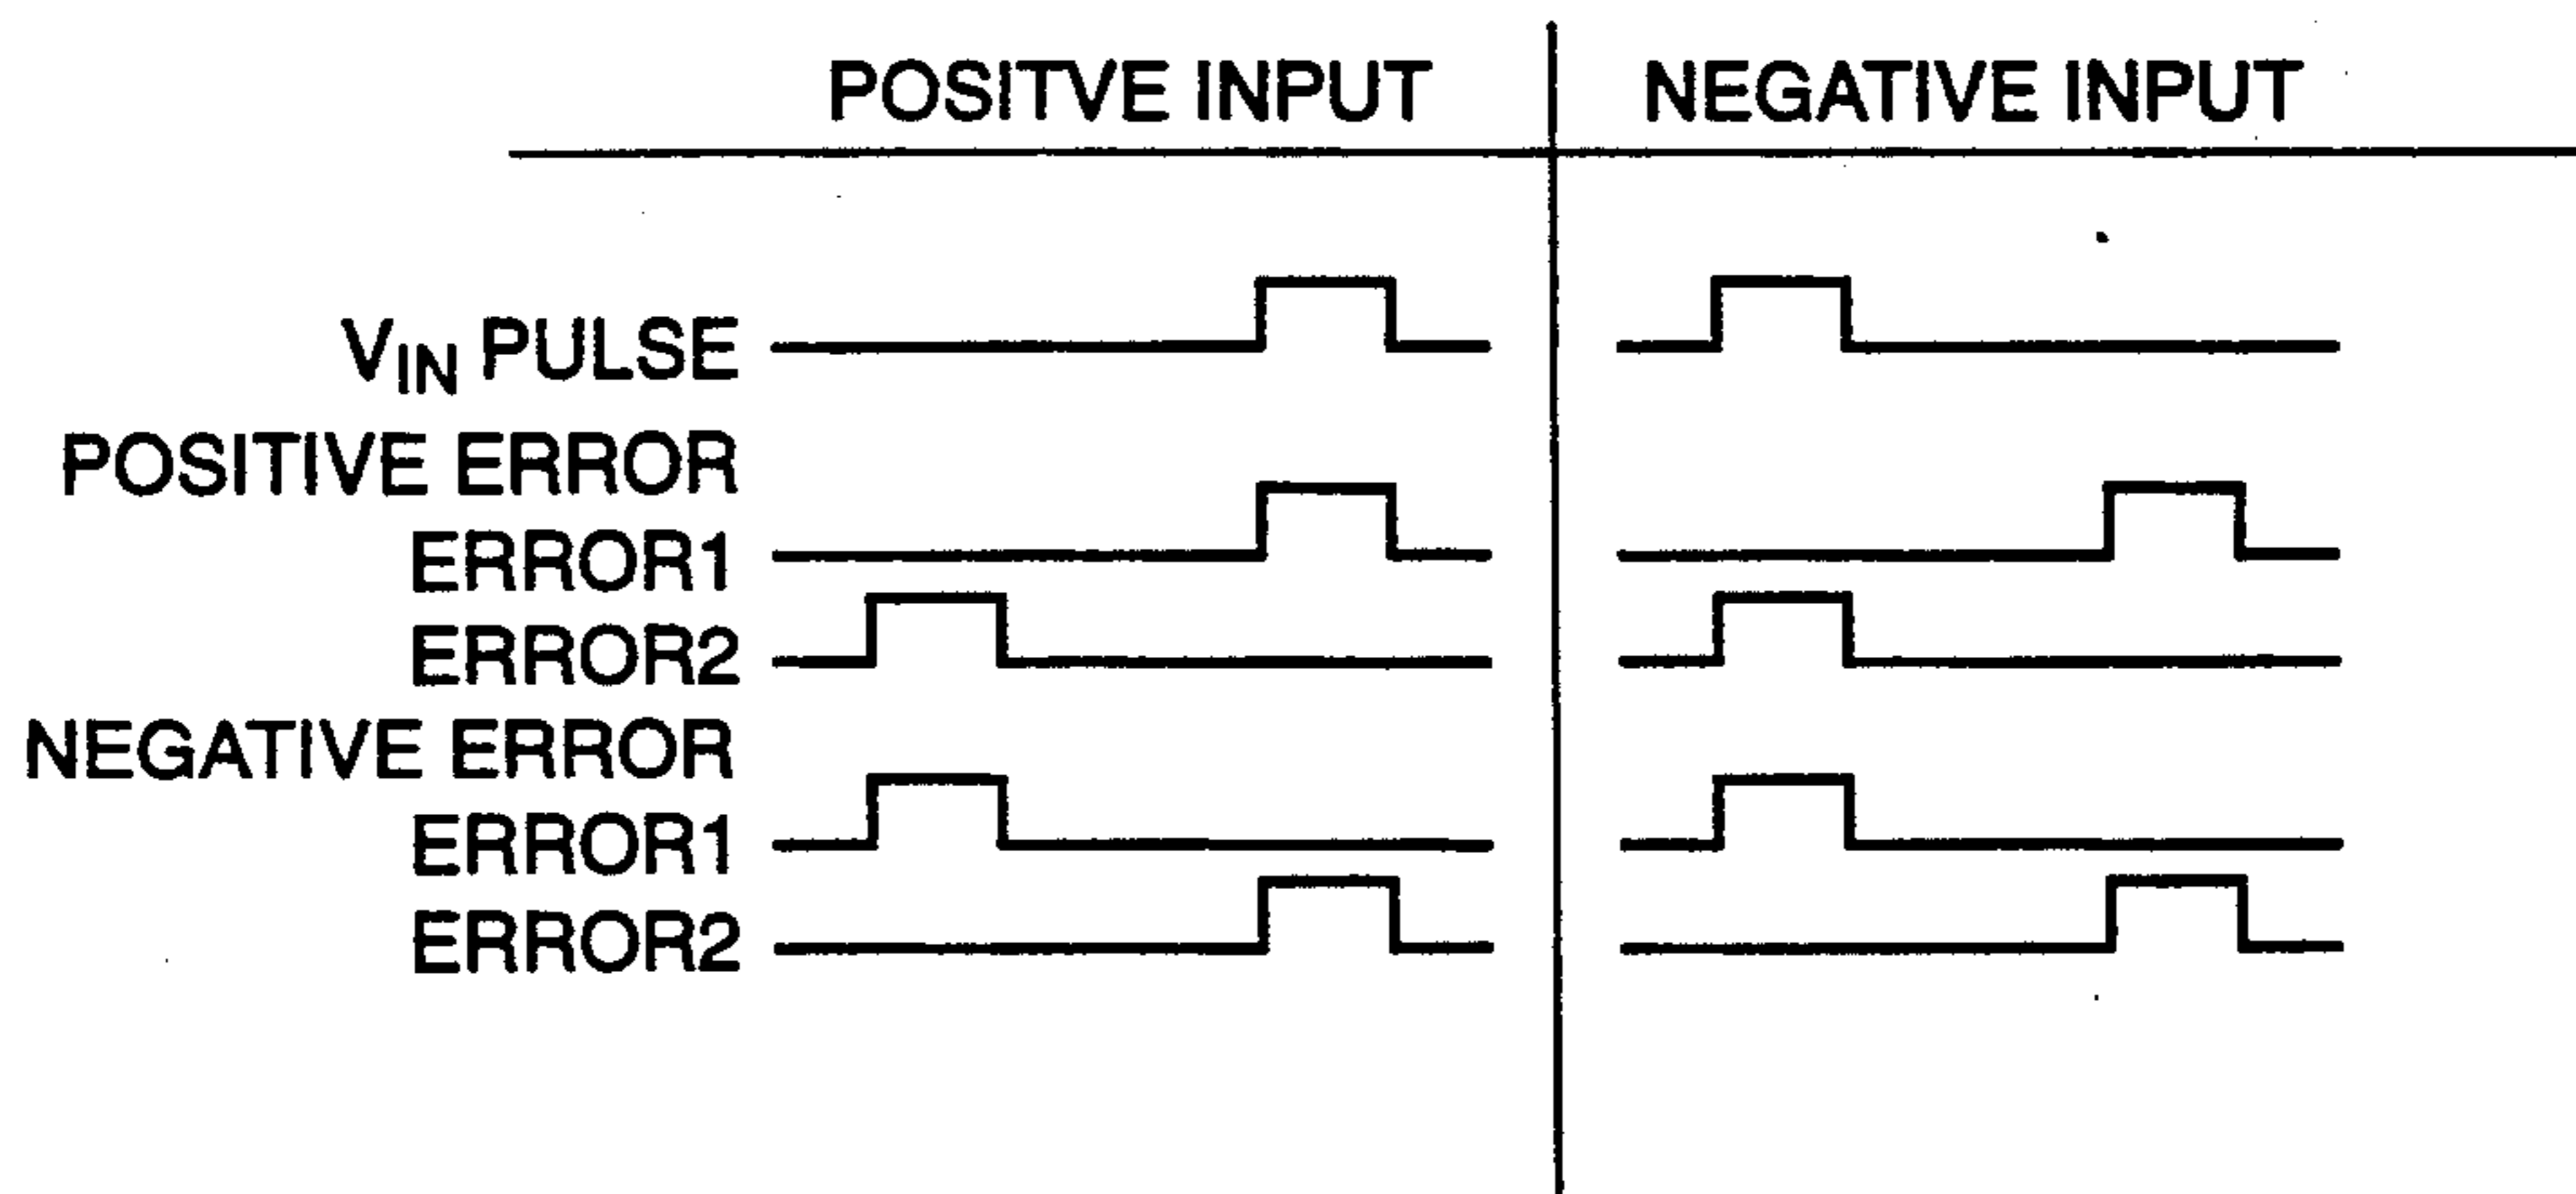 POSITVE INPUT NEGATIVE INPUT
VIN PULSE
POSITIVE ERROR
ERROR1
ERROR2
NEGATIVE ERROR
ERROR1
ERROR2